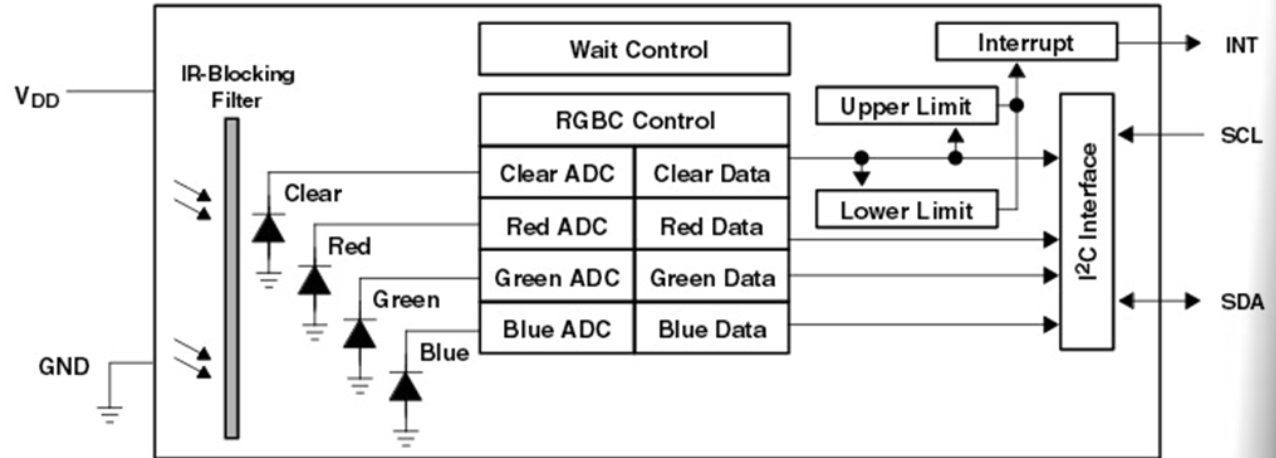 Wait Control
Interrupt
INT
IR-Blocking
Filter
V_DD
Upper Limit
RGBC Control
SCL
Clear ADC
Clear Data
Clear
Lower Limit
Red ADC
Red Data
Red
I²C Interface
Green ADC
Green Data
Green
SDA
Blue ADC
Blue Data
Blue
GND